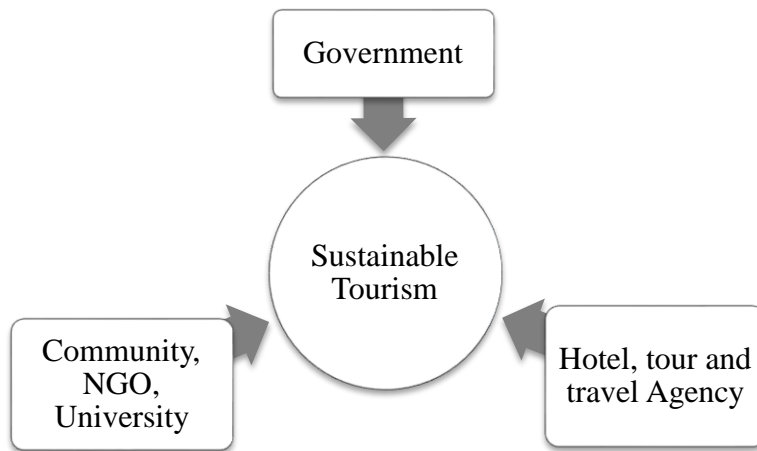 Government
Sustainable
Tourism
Community,
NGO,
University
Hotel, tour and
travel Agency